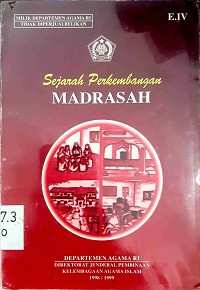 MILIK DEPARTEMEN AGAMA RI
TIDAK DIPERJUALBELIKAN
E.IV
Sejarah Perkembangan
MADRASAH
7.3
o
DEPARTEMEN AGAMA RI
DIREKTORAT JENDERAL PEMBINAAN
KELEMBAGAAN AGAMA ISLAM
1998 / 1999